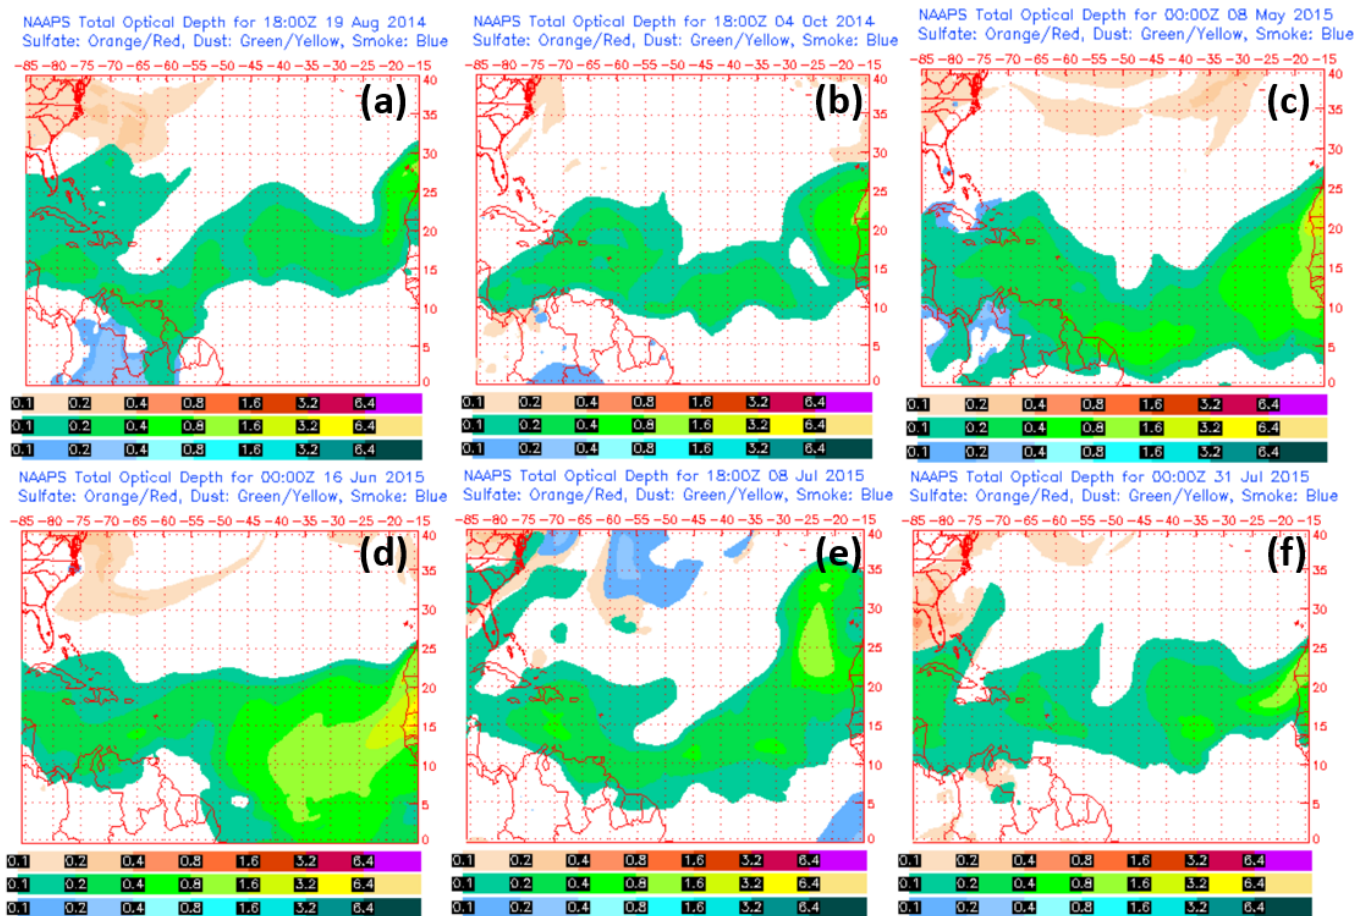 NAAPS Total Optical Depth for 18:00Z 19 Aug 2014
Sulfate: Orange/Red, Dust: Green/Yellow, Smoke: Blue
-85 -75 -70 -65 -60 -55 -50 -45 -40 -35 -30 -25 -20 -15
(a)
40
35
30
25
20
15
10
5
0
0.1 0.2 0.4 0.8 1.6 3.2 6.4
0.1 0.2 0.4 0.8 1.6 3.2 6.4
0.1 0.2 0.4 0.8 1.6 3.2 6.4
NAAPS Total Optical Depth for 18:00Z 04 Oct 2014
Sulfate: Orange/Red, Dust: Green/Yellow, Smoke: Blue
-85 -75 -70 -65 -60 -55 -50 -45 -40 -35 -30 -25 -20 15
(b)
40
35
30
25
20
15
10
5
0
0.1 0.2 0.4 0.8 1.6 3.2 6.4
0.1 0.2 0.4 0.8 1.6 3.2 6.4
0.1 0.2 0.4 0.8 1.6 3.2 6.4
NAAPS Total Optical Depth for 00:00Z 08 May 2015
Sulfate: Orange/Red, Dust: Green/Yellow, Smoke: Blue
-85 -80 -75 -70 -65 -60 -55 -50 -45 -40 -35 -30 -25 -20 -15
(c)
40
35
30
25
20
15
10
5
0
0.1 0.2 0.4 0.8 1.6 3.2 6.4
0.1 0.2 0.4 0.8 1.6 3.2 6.4
0.1 0.2 0.4 0.8 1.6 3.2 6.4
NAAPS Total Optical Depth for 00:00Z 16 Jun 2015
Sulfate: Orange/Red, Dust: Green/Yellow, Smoke: Blue
-85 -80 -75 -70 -65 -60 -55 -50 -45 -40 -35 -30 -25 -20 15
(d)
40
35
30
25
20
15
10
5
0
0.1 0.2 0.4 0.8 1.6 3.2 6.4
0.1 0.2 0.4 0.8 1.6 3.2 6.4
0.1 0.2 0.4 0.8 1.6 3.2 6.4
NAAPS Total Optical Depth for 18:00Z 08 Jul 2015
Sulfate: Orange/Red, Dust: Green/Yellow, Smoke: Blue
-85 -75 -70 -65 -60 -55 -50 -45 -40 -35 -30 -25 -20 15
(e)
40
35
30
25
20
15
10
5
0
0.1 0.2 0.4 0.8 1.6 3.2 6.4
0.1 0.2 0.4 0.8 1.6 3.2 6.4
0.1 0.2 0.4 0.8 1.6 3.2 6.4
NAAPS Total Optical Depth for 00:00Z 31 Jul 2015
Sulfate: Orange/Red, Dust: Green/Yellow, Smoke: Blue
-85 -75 -70 -65 -60 -55 -50 -45 -40 -35 -30 -25 -20 15
(f)
40
35
30
25
20
15
10
5
0
0.1 0.2 0.4 0.8 1.6 3.2 6.4
0.1 0.2 0.4 0.8 1.6 3.2 6.4
0.1 0.2 0.4 0.8 1.6 3.2 6.4